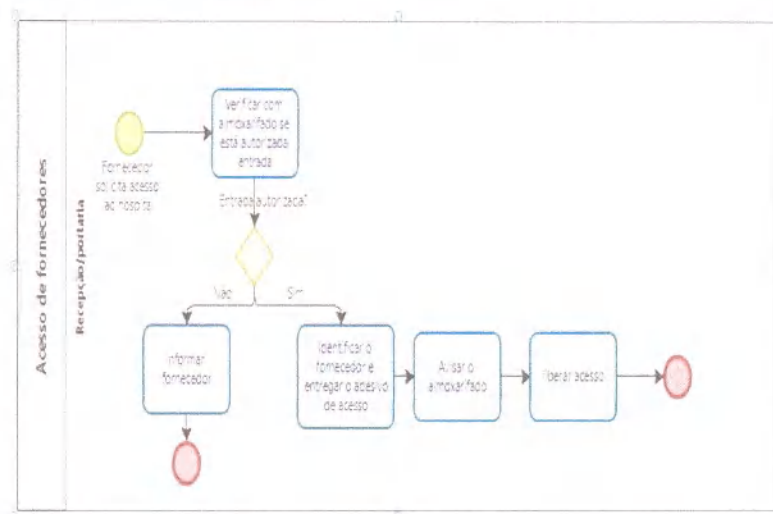 Acesso de fornecedores
Recepção/portaria
Fornecedor
solicita acesso
ao hospital
Verificar com
almoxarifado se
está autorizada
entrada
Entrada autorizada?
Não
Sim
Informar
fornecedor
Identificar o
fornecedor e
entregar o adesivo
de acesso
Avisar o
almoxarifado
Liberar acesso